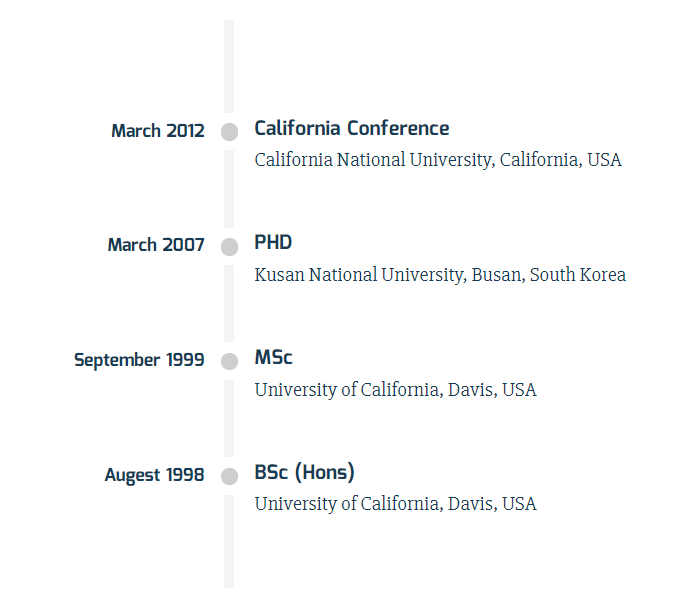 March 2012
California Conference
California National University, California, USA
March 2007
PHD
Kusan National University, Busan, South Korea
September 1999
MSc
University of California, Davis, USA
Augest 1998
BSc (Hons)
University of California, Davis, USA